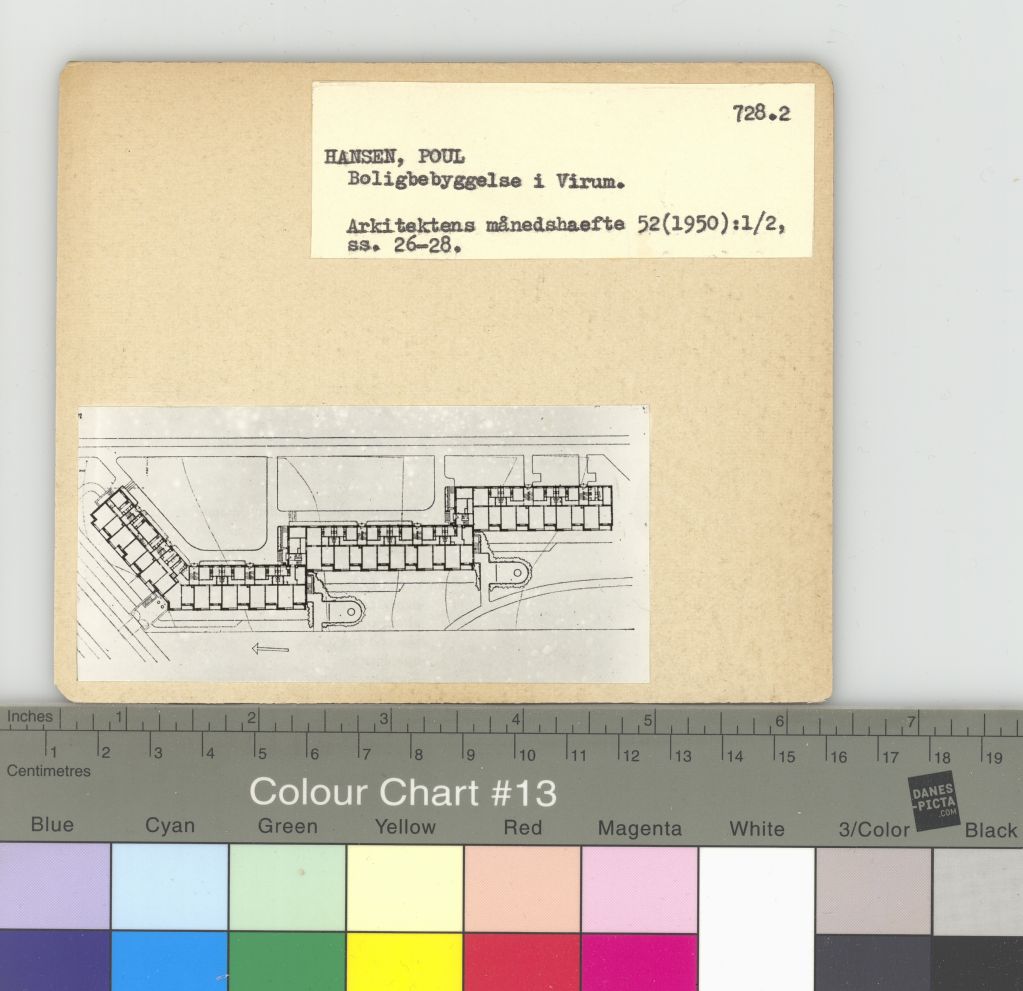 728.2
HANSEN, POUL
Boligbebyggelse i Virum.
Arkitektens månedshaefte 52(1950):1/2,
ss. 26-28.
Inches 1 2 3 4 5 6 7
1 2 3 4 5 6 7 8 9 10 11 12 13 14 15 16 17 18 19
Centimetres
Colour Chart #13
DANES
-PICTA
.COM
Blue Cyan Green Yellow Red Magenta White 3/Color Black